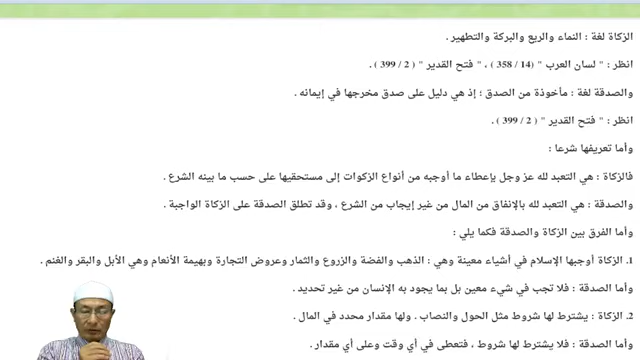 الزكاة لغة : النماء والريع والبركة والتطهير .
انظر : " لسان العرب " (14 / 358 ) ، " فتح القدير " ( 2 / 399 ) .
والصدقة لغة : مأخوذة من الصدق ؛ إذ هي دليل على صدق مخرجها في إيمانه .
انظر : " فتح القدير " ( 2 / 399 ) .
وأما تعريفها شرعا :
فالزكاة : هي التعبد لله عز وجل بإعطاء ما أوجبه من أنواع الزكوات إلى مستحقيها على حسب ما بينه الشرع .
والصدقة : هي التعبد لله بالإنفاق من المال من غير إيجاب من الشرع ، وقد تطلق الصدقة على الزكاة الواجبة .
وأما الفرق بين الزكاة والصدقة فكما يلي :
1. الزكاة أوجبها الإسلام في أشياء معينة وهي : الذهب والفضة والزروع والثمار وعروض التجارة وبهيمة الأنعام وهي الأبل والبقر والغنم .
وأما الصدقة : فلا تجب في شيء معين بل بما يجود به الإنسان من غير تحديد .
2. الزكاة : يشترط لها شروط مثل الحول والنصاب . ولها مقدار محدد في المال .
وأما الصدقة : فلا يشترط لها شروط ، فتعطى في أي وقت وعلى أي مقدار .